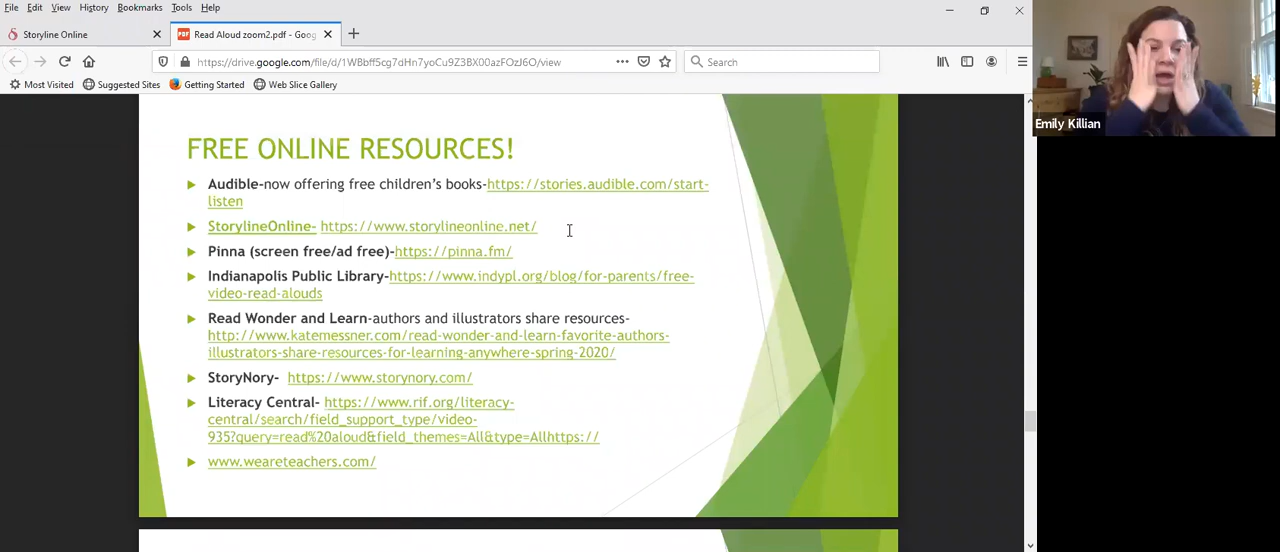 File Edit View History Bookmarks Tools Help
Storyline Online
Read Aloud zoom2.pdf - Goog
https://drive.google.com/file/d/1WBbff5cg7dHn7yoCu9Z3BX00azFOzJ6O/view
Search
Most Visited Suggested Sites Getting Started Web Slice Gallery
Emily Killian
FREE ONLINE RESOURCES!
Audible-now offering free children's books-https://stories.audible.com/start-
listen
StorylineOnline- https://www.storylineonline.net/
Pinna (screen free/ad free)-https://pinna.fm/
Indianapolis Public Library-https://www.indypl.org/blog/for-parents/free-
video-read-alouds
Read Wonder and Learn-authors and illustrators share resources-
http://www.katemessner.com/read-wonder-and-learn-favorite-authors-
illustrators-share-resources-for-learning-anywhere-spring-2020/
StoryNory- https://www.storynory.com/
Literacy Central- https://www.rif.org/literacy-
central/search/field_support_type/video-
935?query=read%20aloud&field_themes=All&type=Allhttps://
www.weareteachers.com/